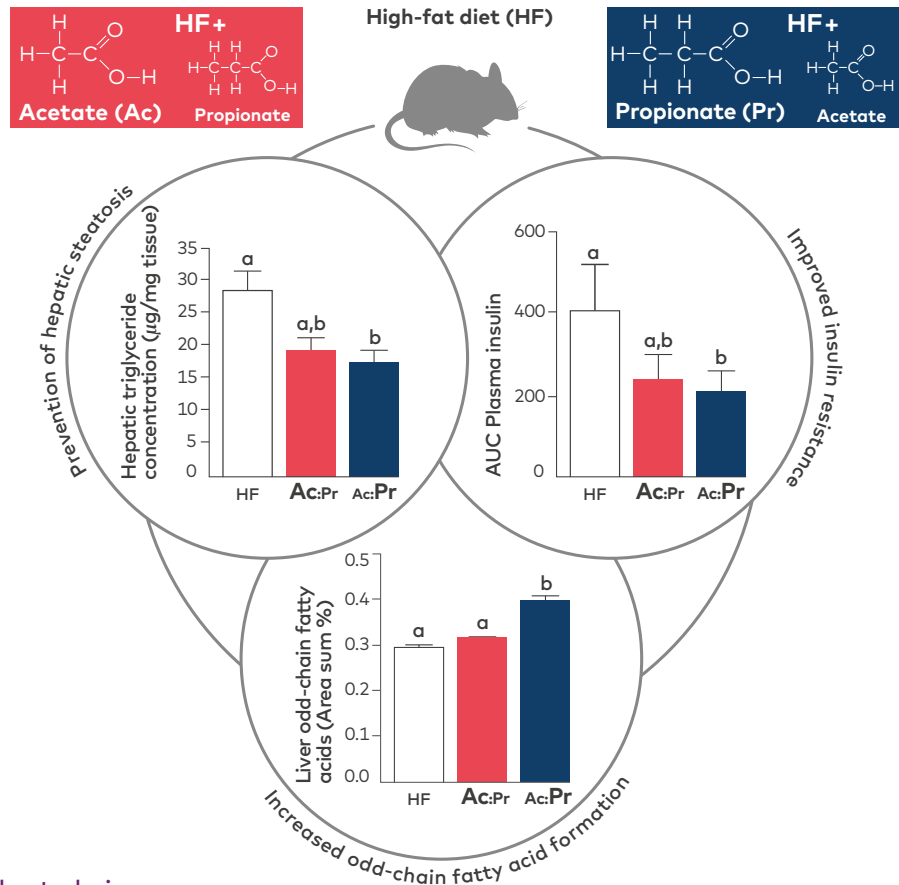 High-fat diet (HF)
HF+
H
H-C-C
O
O-H
H
H H
H-C-C-C
O
O-H
H H
Acetate (Ac)
Propionate
HF+
H H
H-C-C-C
O
O-H
H H
H
H-C-C
O
O-H
H
Propionate (Pr)
Acetate
Prevention of hepatic steatosis
Hepatic triglyceride
concentration (µg/mg tissue)
35
30
25
20
15
10
5
0
a
a,b
b
HF
Ac:Pr
Ac:Pr
Improved insulin resistance
AUC Plasma insulin
600
400
200
0
a
a,b
b
HF
Ac:Pr
Ac:Pr
Liver odd-chain fatty
acids (Area sum %)
0.5
0.4
0.3
0.2
0.1
0.0
a
a
b
HF
Ac:Pr
Ac:Pr
Increased odd-chain fatty acid formation